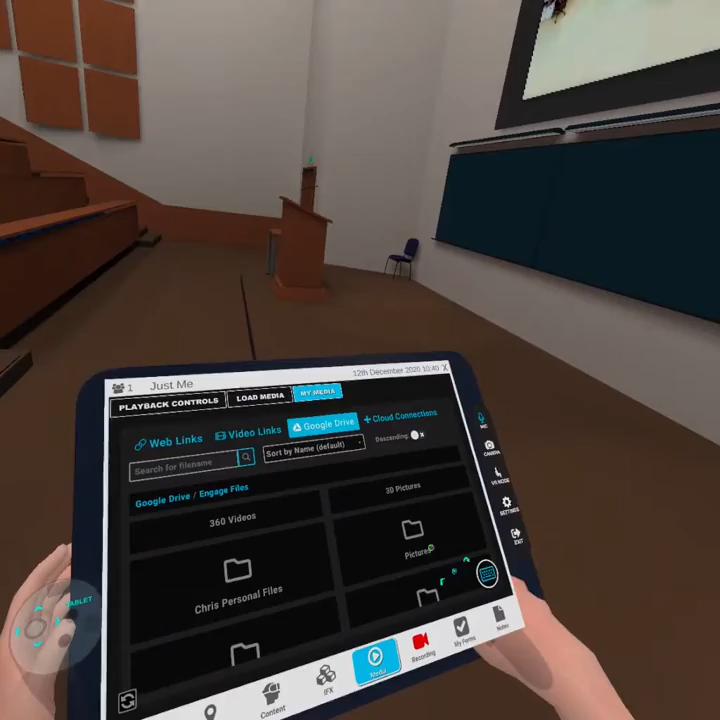 1 Just Me 12th December 2020 10:40 X
PLAYBACK CONTROLS LOAD MEDIA MY MEDIA
Web Links Video Links Google Drive + Cloud Connections
Search for filename Sort by Name (default) Descending: X
Google Drive / Engage Files
360 Videos 3D Pictures
Chris Personal Files Pictures
Content IFX Media Recording My Forms Notes
MIC
CAMERA
VR MODE
SETTINGS
EXIT
TABLET